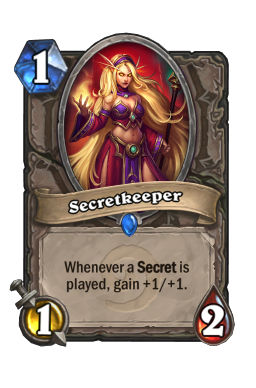 1
Secretkeeper
Whenever a Secret is
played, gain +1/+1.
1
2